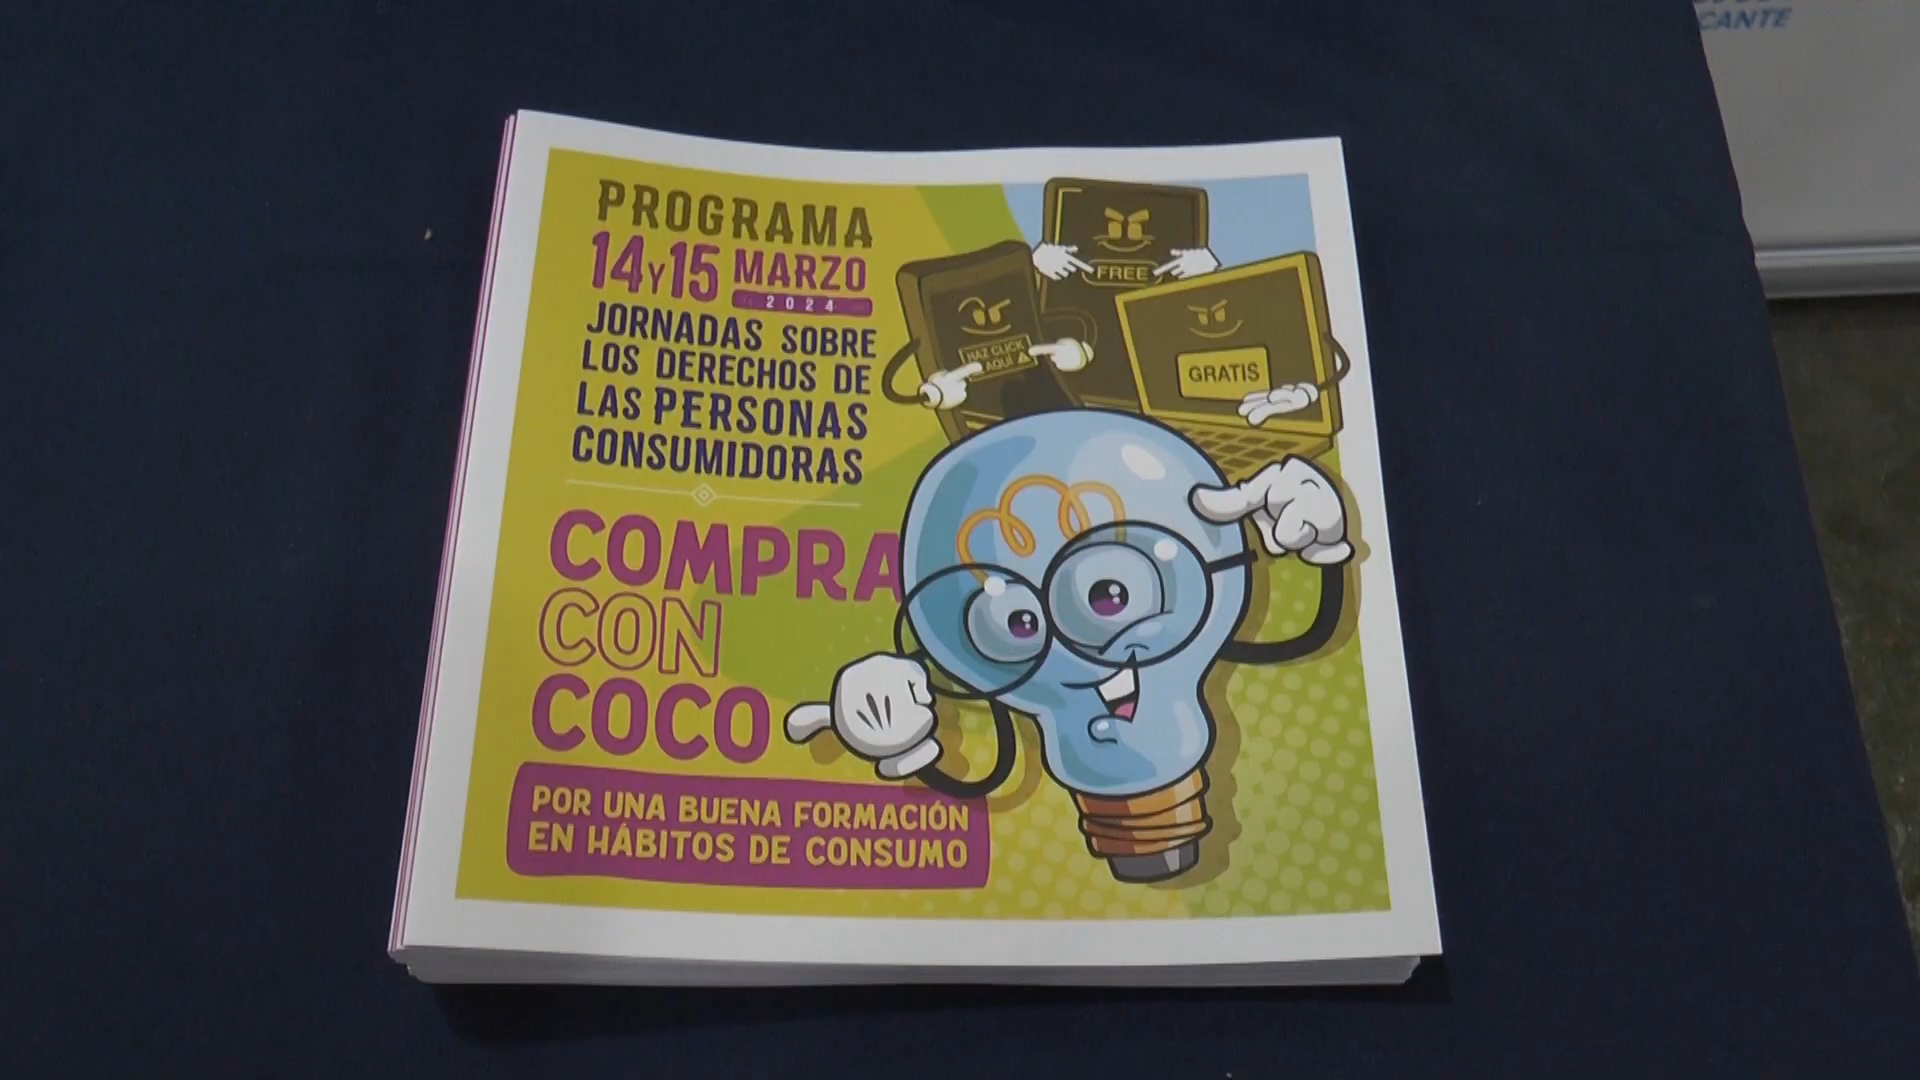 CANTE
PROGRAMA
14 Y 15 MARZO
2024
JORNADAS SOBRE
LOS DERECHOS DE
LAS PERSONAS
CONSUMIDORAS
COMPRA
CON
COCO
POR UNA BUENA FORMACIÓN
EN HÁBITOS DE CONSUMO
FREE
HAZ CLICK
AQUÍ
GRATIS